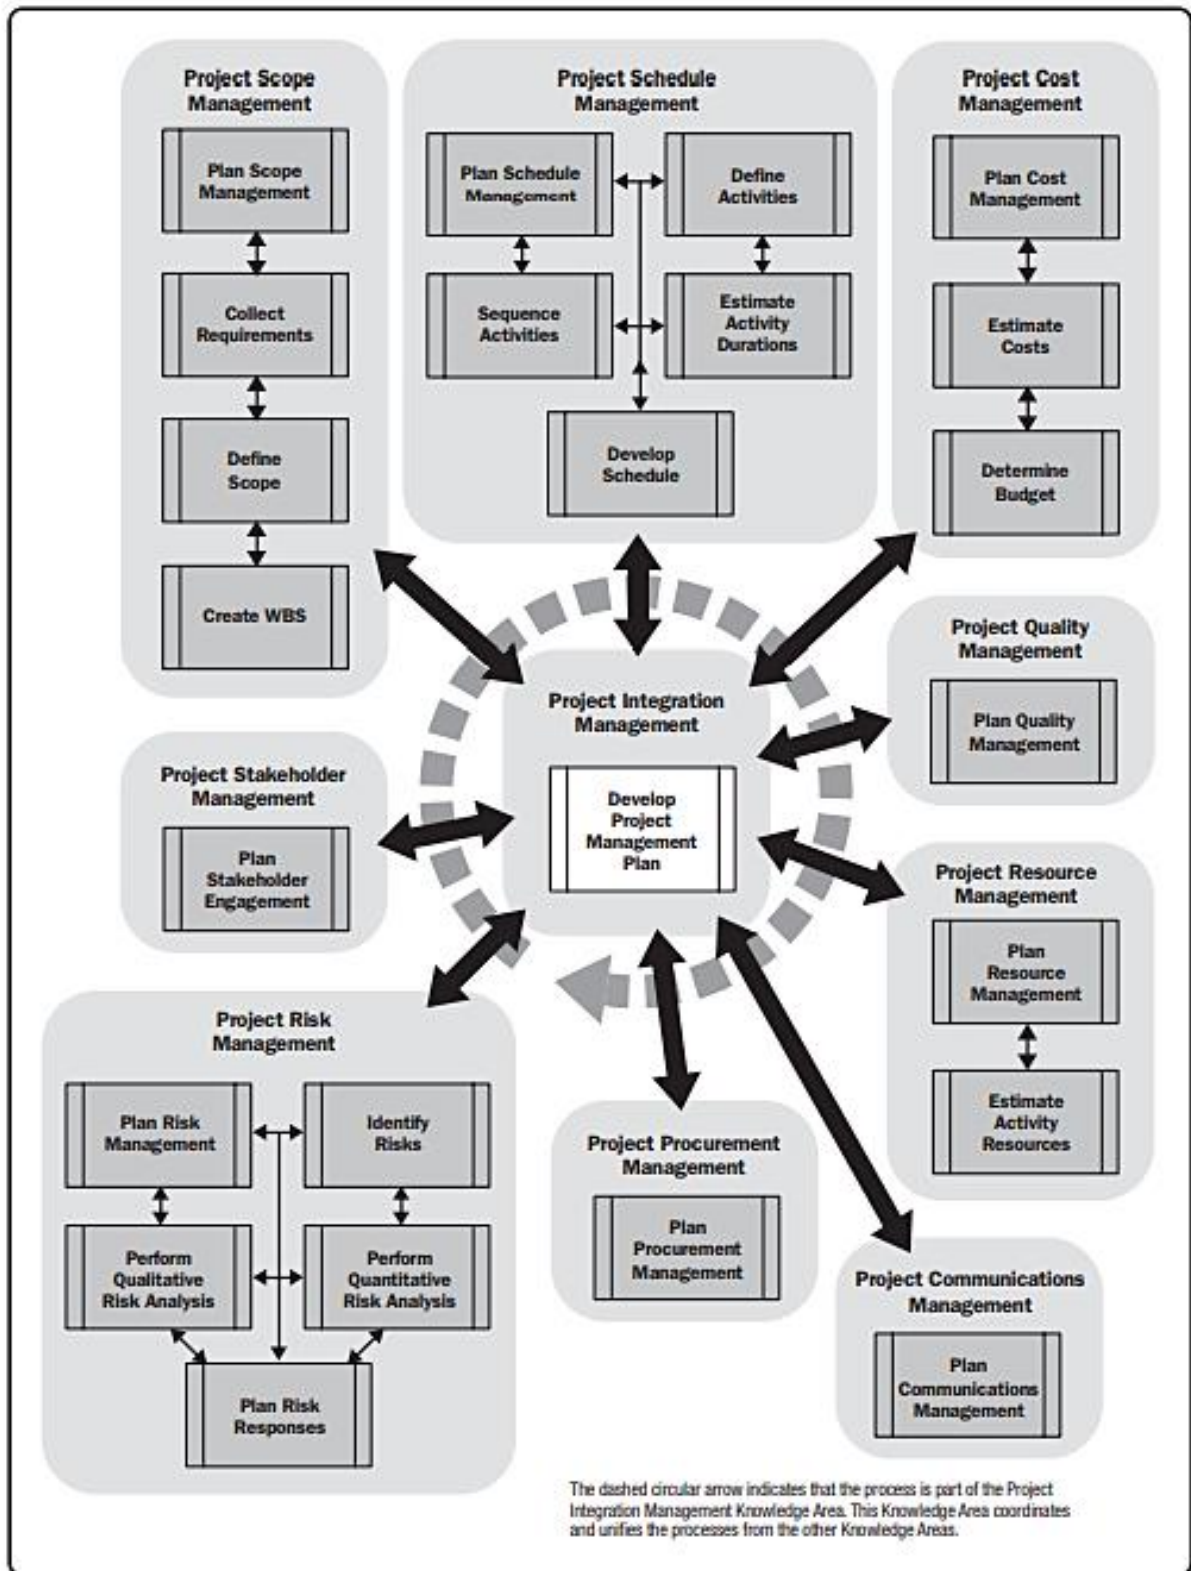 Project Scope
Management
Plan Scope
Management
Collect
Requirements
Define
Scope
Create WBS
Project Schedule
Management
Plan Schedule
Management
Define
Activities
Sequence
Activities
Estimate
Activity
Durations
Develop
Schedule
Project Cost
Management
Plan Cost
Management
Estimate
Costs
Determine
Budget
Project Integration
Management
Develop
Project
Management
Plan
Project Quality
Management
Plan Quality
Management
Project Stakeholder
Management
Plan
Stakeholder
Engagement
Project Resource
Management
Plan
Resource
Management
Estimate
Activity
Resources
Project Risk
Management
Plan Risk
Management
Identify
Risks
Perform
Qualitative
Risk Analysis
Perform
Quantitative
Risk Analysis
Plan Risk
Responses
Project Procurement
Management
Plan
Procurement
Management
Project Communications
Management
Plan
Communications
Management
The dashed circular arrow indicates that the process is part of the Project
Integration Management Knowledge Area. This Knowledge Area coordinates
and unifies the processes from the other Knowledge Areas.